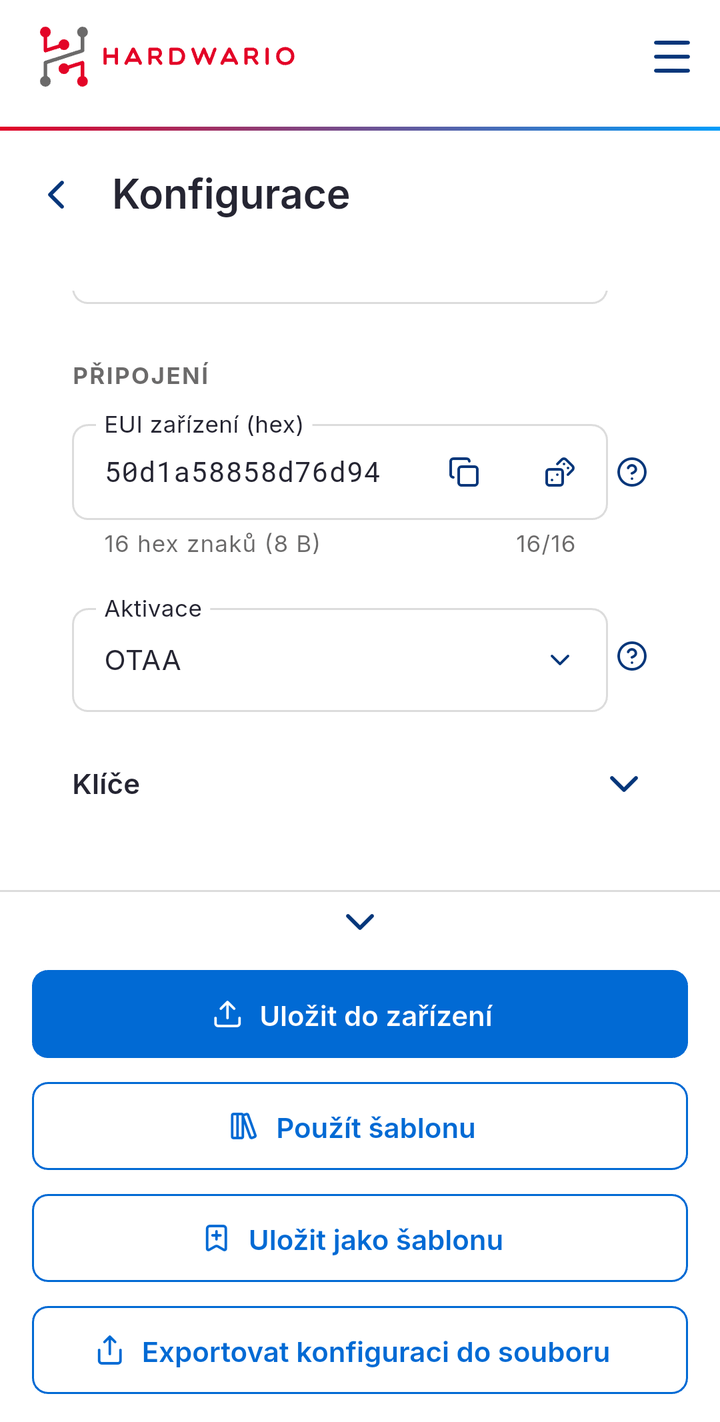 HARDWARIO
Konfigurace
PŘIPOJENÍ
EUI zařízení (hex)
50d1a58858d76d94
16 hex znaků (8 B) 16/16
Aktivace
OTAA
Klíče
Uložit do zařízení
Použít šablonu
Uložit jako šablonu
Exportovat konfiguraci do souboru